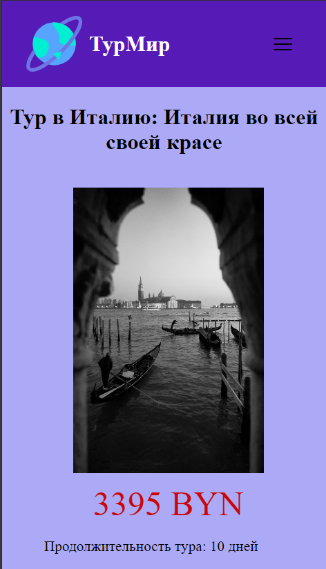 ТурМир
Тур в Италию: Италия во всей
своей красе
3395 BYN
Продолжительность тура: 10 дней